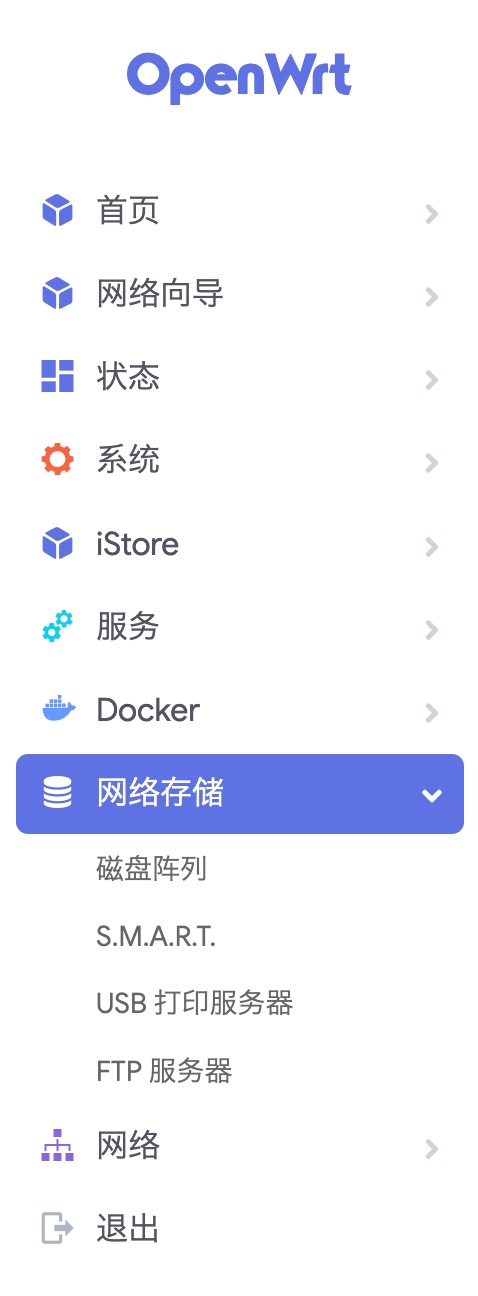 OpenWrt
首页
网络向导
状态
系统
iStore
服务
Docker
网络存储
磁盘阵列
S.M.A.R.T.
USB 打印服务器
FTP 服务器
网络
退出